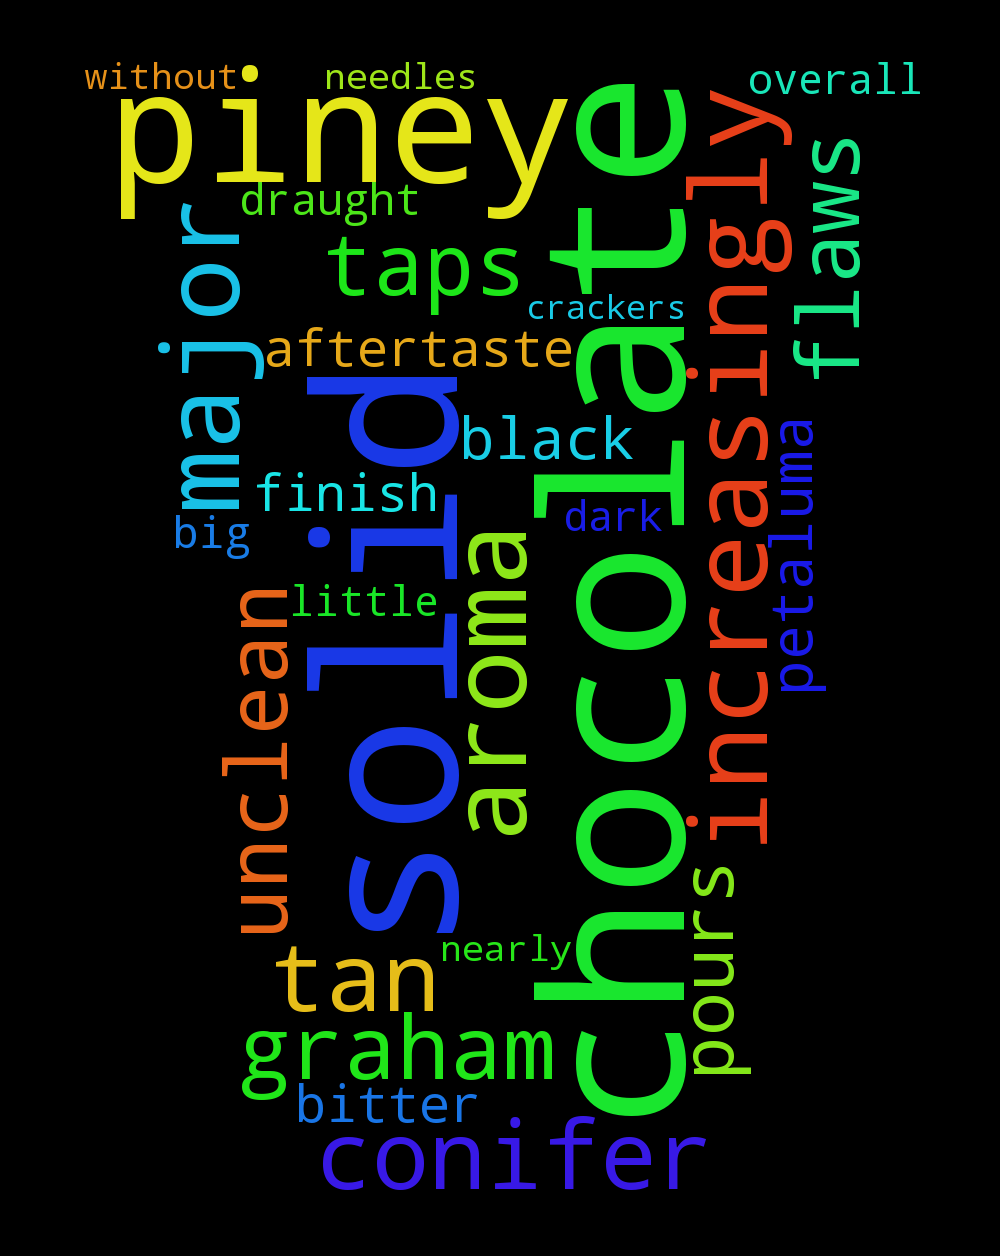 without
needles
overall
piney
draught
taps
major
chocolate
increasingly
flaws
crackers
aftertaste
solid
black
finish
dark
big
petaluma
aroma
little
unclean
pours
nearly
tan
graham
bitter
conifer